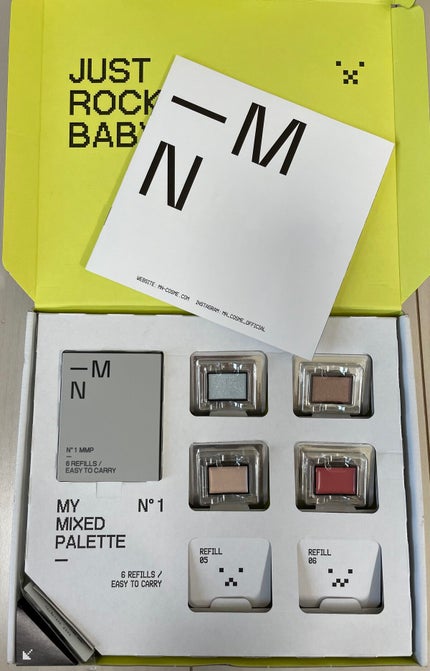 JUST
ROCK
BABY
—M
N
WEBSITE. MN-COSME.COM INSTAGRAM. MN_COSME_OFFICIAL
—M
N
N°1 MMP
—
6 REFILLS /
EASY TO CARRY
MY N°1
MIXED
PALETTE
—
6 REFILLS /
EASY TO CARRY
REFILL
05
REFILL
06